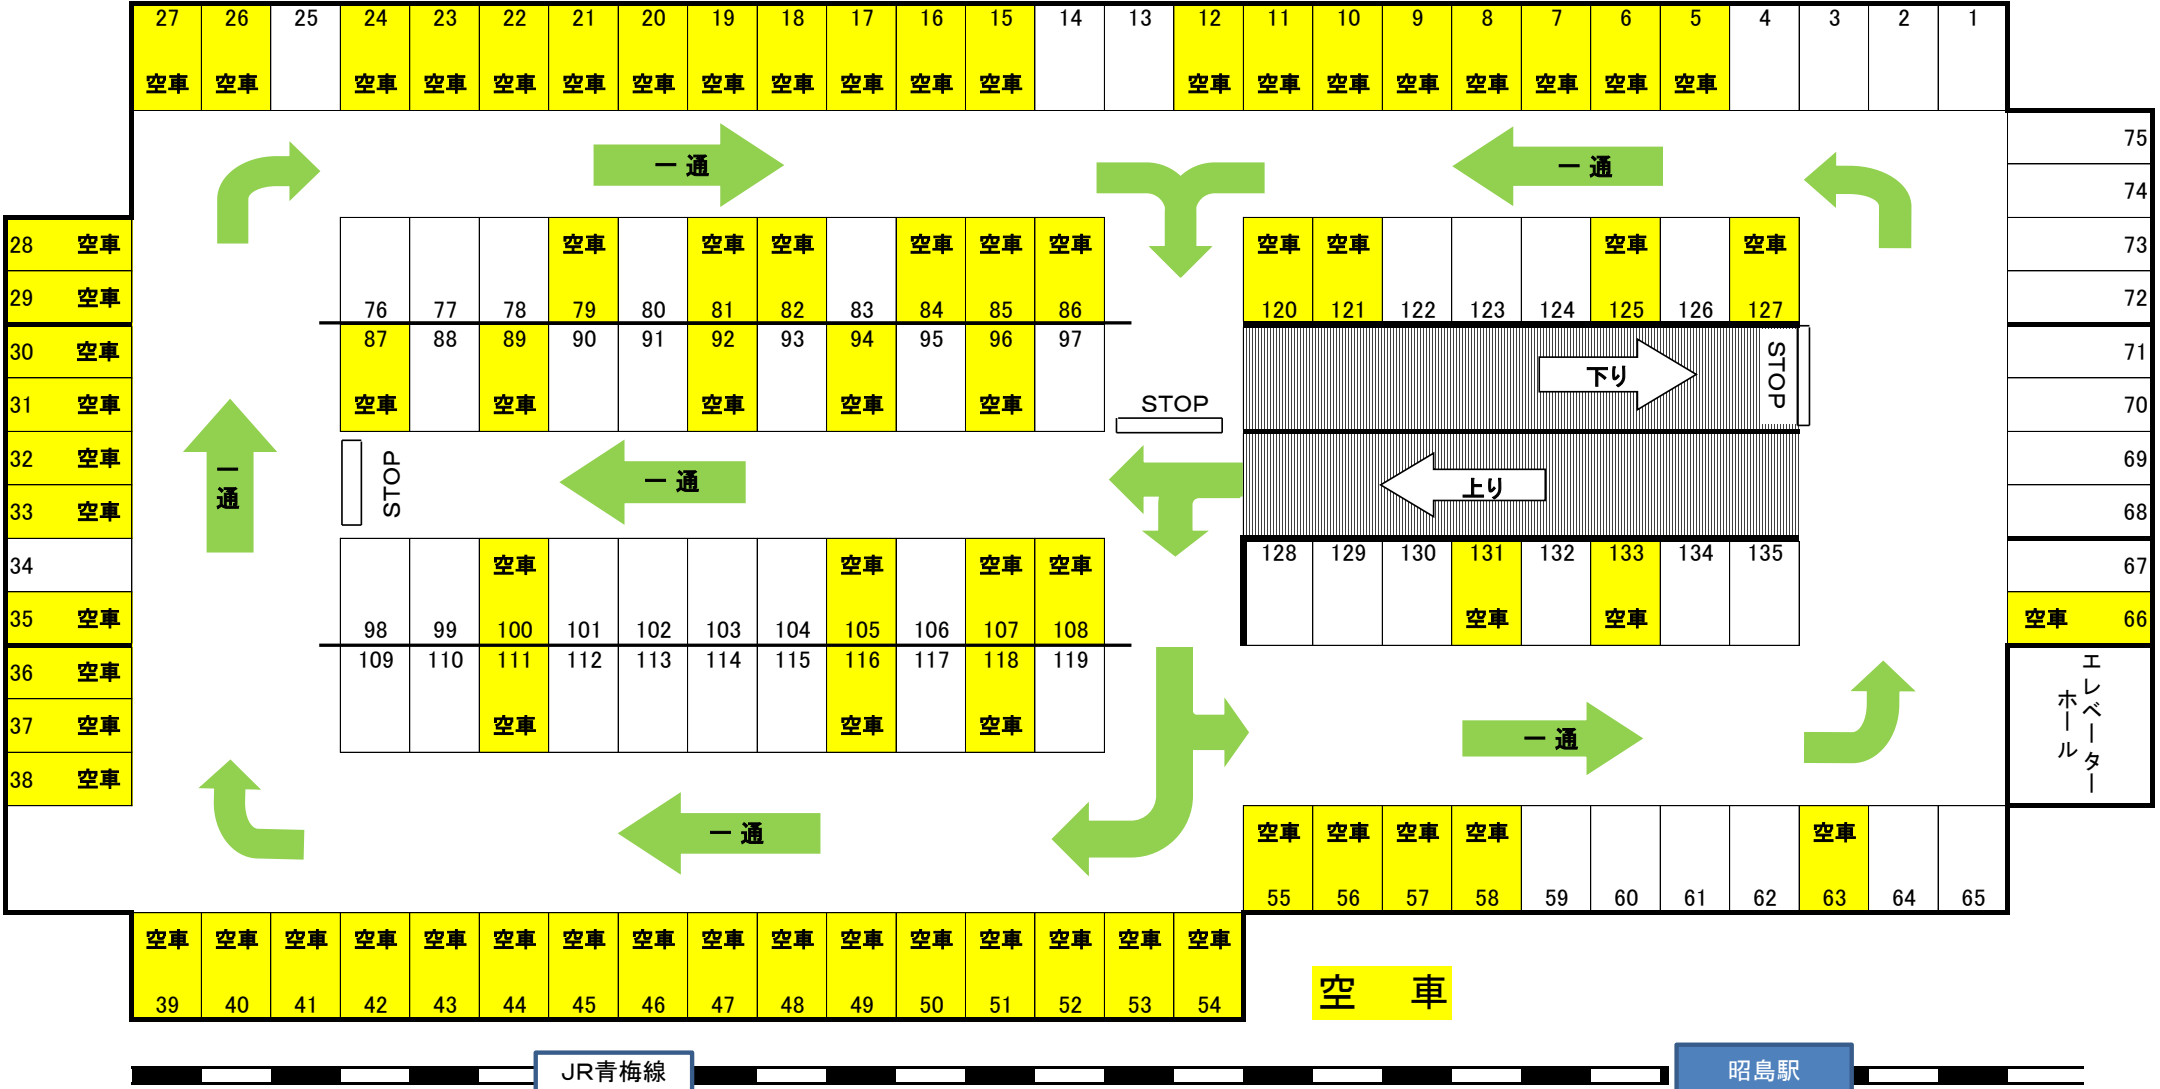 27 26 25 24 23 22 21 20 19 18 17 16 15 14 13 12 11 10 9 8 7 6 5 4 3 2 1
空車 空車 空車 空車 空車 空車 空車 空車 空車 空車 空車 空車 空車 空車 空車 空車 空車 空車 空車 空車
75
一 通 一 通
74
28 空車 空車 空車 空車 空車 空車 空車 空車 空車 空車 空車 73
29 空車 72
76 77 78 79 80 81 82 83 84 85 86 120 121 122 123 124 125 126 127
87 88 89 90 91 92 93 94 95 96 97
30 空車 71
下り STOP
31 空車 空車 空車 空車 空車 空車 STOP 70
32 空車 69
一通 STOP 一 通 上り
33 空車 68
128 129 130 131 132 133 134 135
34 空車 空車 空車 空車 67
35 空車 空車 空車 空車 66
98 99 100 101 102 103 104 105 106 107 108
109 110 111 112 113 114 115 116 117 118 119
36 空車
エレベーター
ホール
37 空車 空車 空車 空車 一 通
38 空車
一 通 空車 空車 空車 空車 空車
55 56 57 58 59 60 61 62 63 64 65
空車 空車 空車 空車 空車 空車 空車 空車 空車 空車 空車 空車 空車 空車 空車 空車
39 40 41 42 43 44 45 46 47 48 49 50 51 52 53 54
空 車
JR青梅線 昭島駅